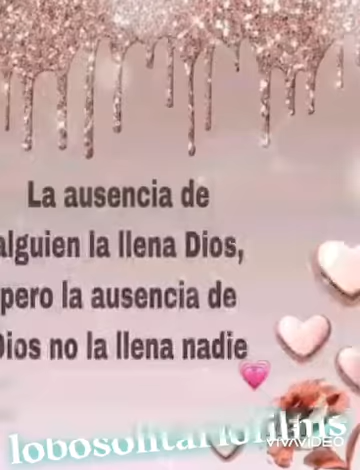 La ausencia de
alguien la llena Dios,
pero la ausencia de
Dios no la llena nadie
lobosolitariofilms
VIVAVIDEO